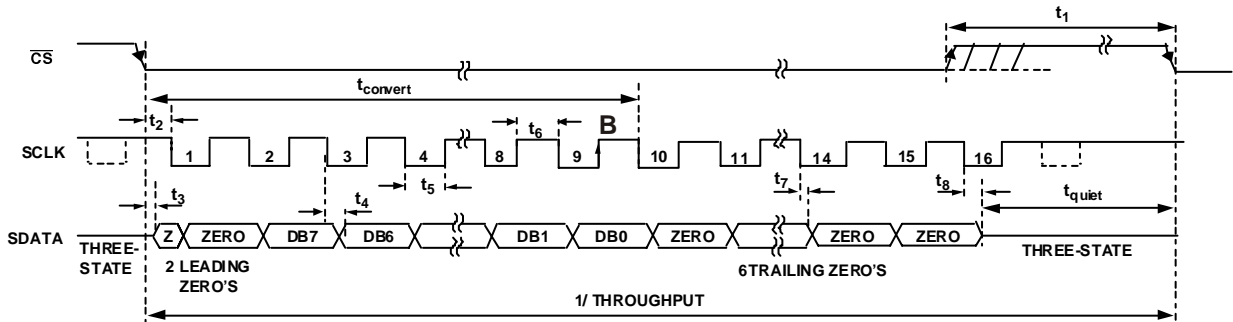 t1
CS
tconvert
t2 t6 B
SCLK 1 2 3 4 8 9 10 11 14 15 16
t3 t4 t5 t7 t8 tquiet
SDATA Z ZERO DB7 DB6 DB1 DB0 ZERO ZERO ZERO
THREE-STATE 2 LEADING ZERO'S 6TRAILING ZERO'S THREE-STATE
1/ THROUGHPUT